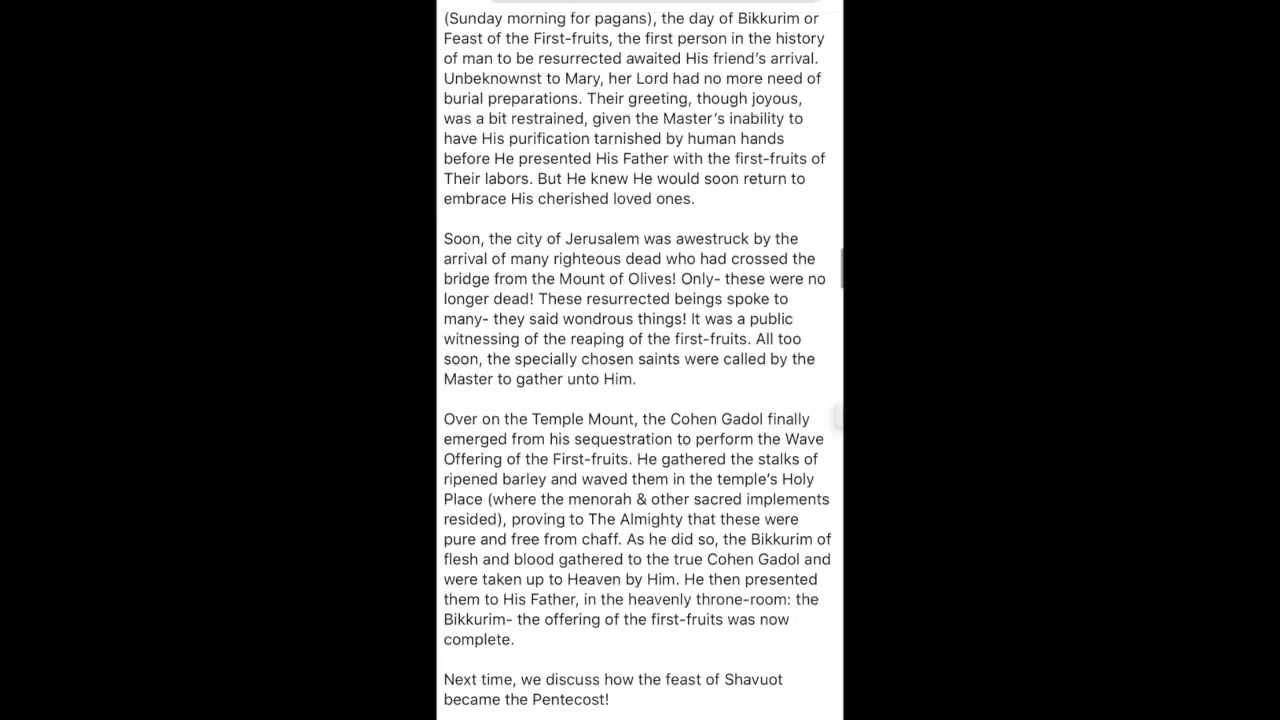 (Sunday morning for pagans), the day of Bikkurim or
Feast of the First-fruits, the first person in the history
of man to be resurrected awaited His friend's arrival.
Unbeknownst to Mary, her Lord had no more need of
burial preparations. Their greeting, though joyous,
was a bit restrained, given the Master's inability to
have His purification tarnished by human hands
before He presented His Father with the first-fruits of
Their labors. But He knew He would soon return to
embrace His cherished loved ones.
Soon, the city of Jerusalem was awestruck by the
arrival of many righteous dead who had crossed the
bridge from the Mount of Olives! Only- these were no
longer dead! These resurrected beings spoke to
many- they said wondrous things! It was a public
witnessing of the reaping of the first-fruits. All too
soon, the specially chosen saints were called by the
Master to gather unto Him.
Over on the Temple Mount, the Cohen Gadol finally
emerged from his sequestration to perform the Wave
Offering of the First-fruits. He gathered the stalks of
ripened barley and waved them in the temple's Holy
Place (where the menorah & other sacred implements
resided), proving to The Almighty that these were
pure and free from chaff. As he did so, the Bikkurim of
flesh and blood gathered to the true Cohen Gadol and
were taken up to Heaven by Him. He then presented
them to His Father, in the heavenly throne-room: the
Bikkurim- the offering of the first-fruits was now
complete.
Next time, we discuss how the feast of Shavuot
became the Pentecost!